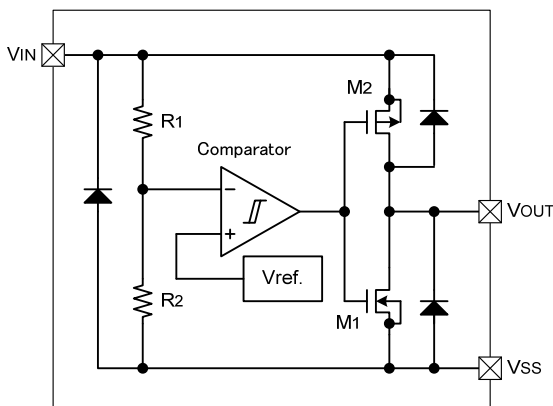 VIN
M2
R1
Comparator
−
VOUT
+
Vref.
R2
M1
VSS